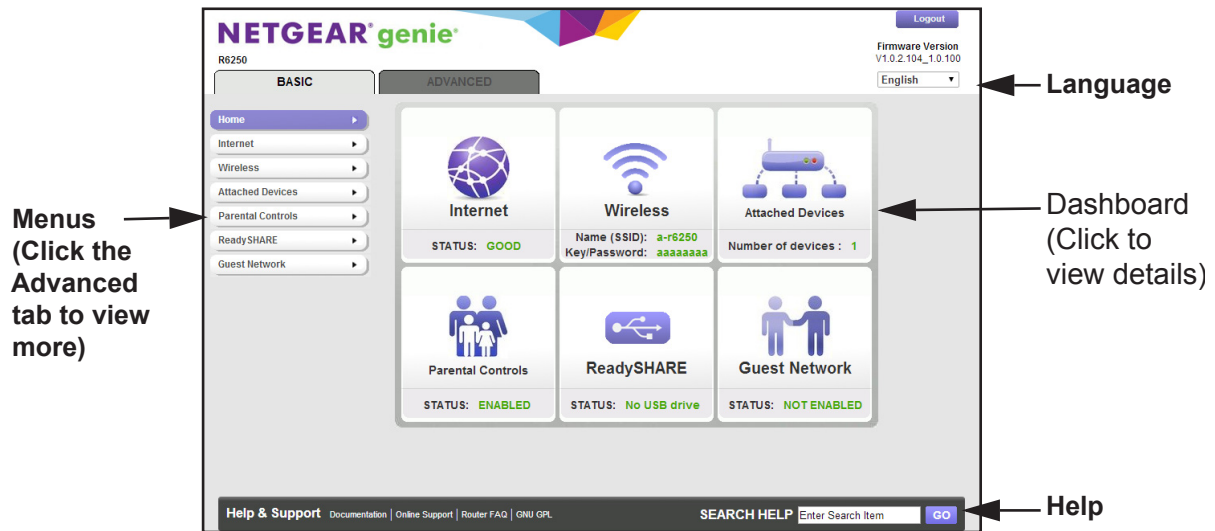 NETGEAR® genie®
R6250
Logout
Firmware Version
V1.0.2.104_1.0.100
English
BASIC
ADVANCED
Language
Home
Internet
Wireless
Attached Devices
Parental Controls
ReadySHARE
Guest Network
Menus
(Click the
Advanced
tab to view
more)
Internet
STATUS: GOOD
Wireless
Name (SSID): a-r6250
Key/Password: aaaaaaaa
Attached Devices
Number of devices : 1
Dashboard
(Click to
view details)
Parental Controls
STATUS: ENABLED
ReadySHARE
STATUS: No USB drive
Guest Network
STATUS: NOT ENABLED
Help & Support Documentation | Online Support | Router FAQ | GNU GPL
SEARCH HELP Enter Search Item GO
Help